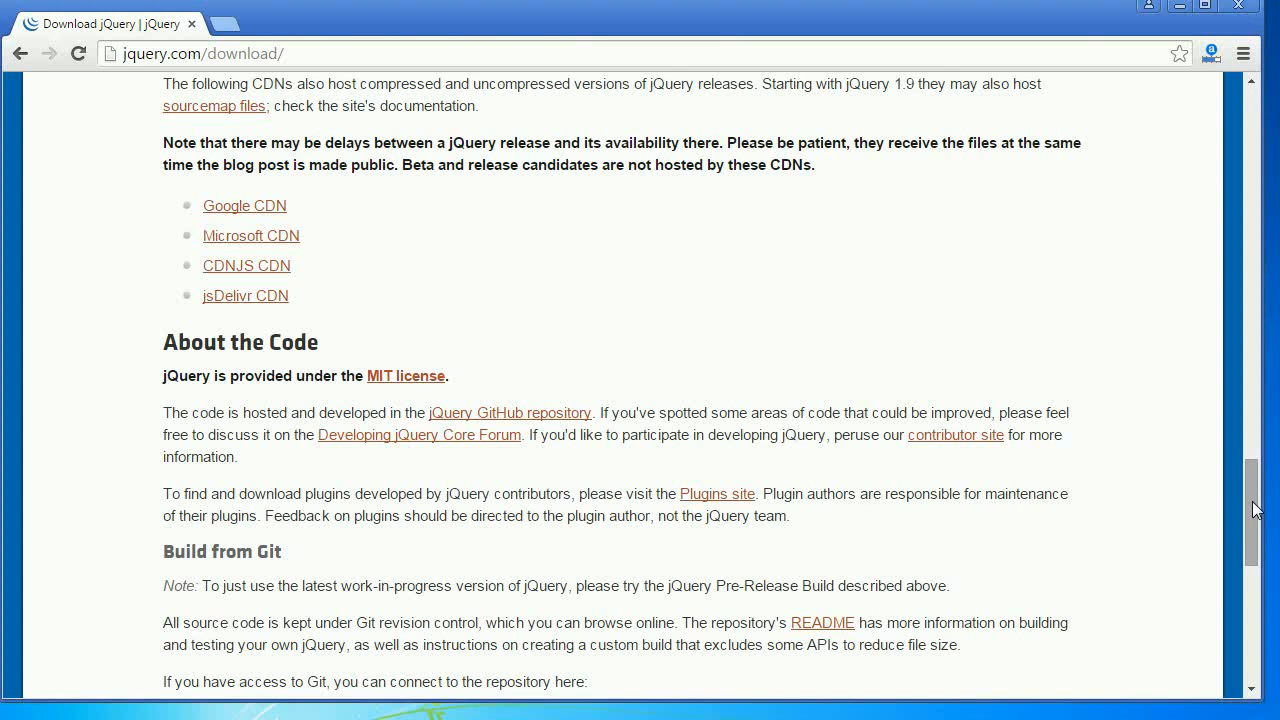 Download jQuery | jQuery
jquery.com/download/
The following CDNs also host compressed and uncompressed versions of jQuery releases. Starting with jQuery 1.9 they may also host
sourcemap files; check the site's documentation.
Note that there may be delays between a jQuery release and its availability there. Please be patient, they receive the files at the same
time the blog post is made public. Beta and release candidates are not hosted by these CDNs.
Google CDN
Microsoft CDN
CDNJS CDN
jsDelivr CDN
About the Code
jQuery is provided under the MIT license.
The code is hosted and developed in the jQuery GitHub repository. If you've spotted some areas of code that could be improved, please feel
free to discuss it on the Developing jQuery Core Forum. If you'd like to participate in developing jQuery, peruse our contributor site for more
information.
To find and download plugins developed by jQuery contributors, please visit the Plugins site. Plugin authors are responsible for maintenance
of their plugins. Feedback on plugins should be directed to the plugin author, not the jQuery team.
Build from Git
Note: To just use the latest work-in-progress version of jQuery, please try the jQuery Pre-Release Build described above.
All source code is kept under Git revision control, which you can browse online. The repository's README has more information on building
and testing your own jQuery, as well as instructions on creating a custom build that excludes some APIs to reduce file size.
If you have access to Git, you can connect to the repository here: